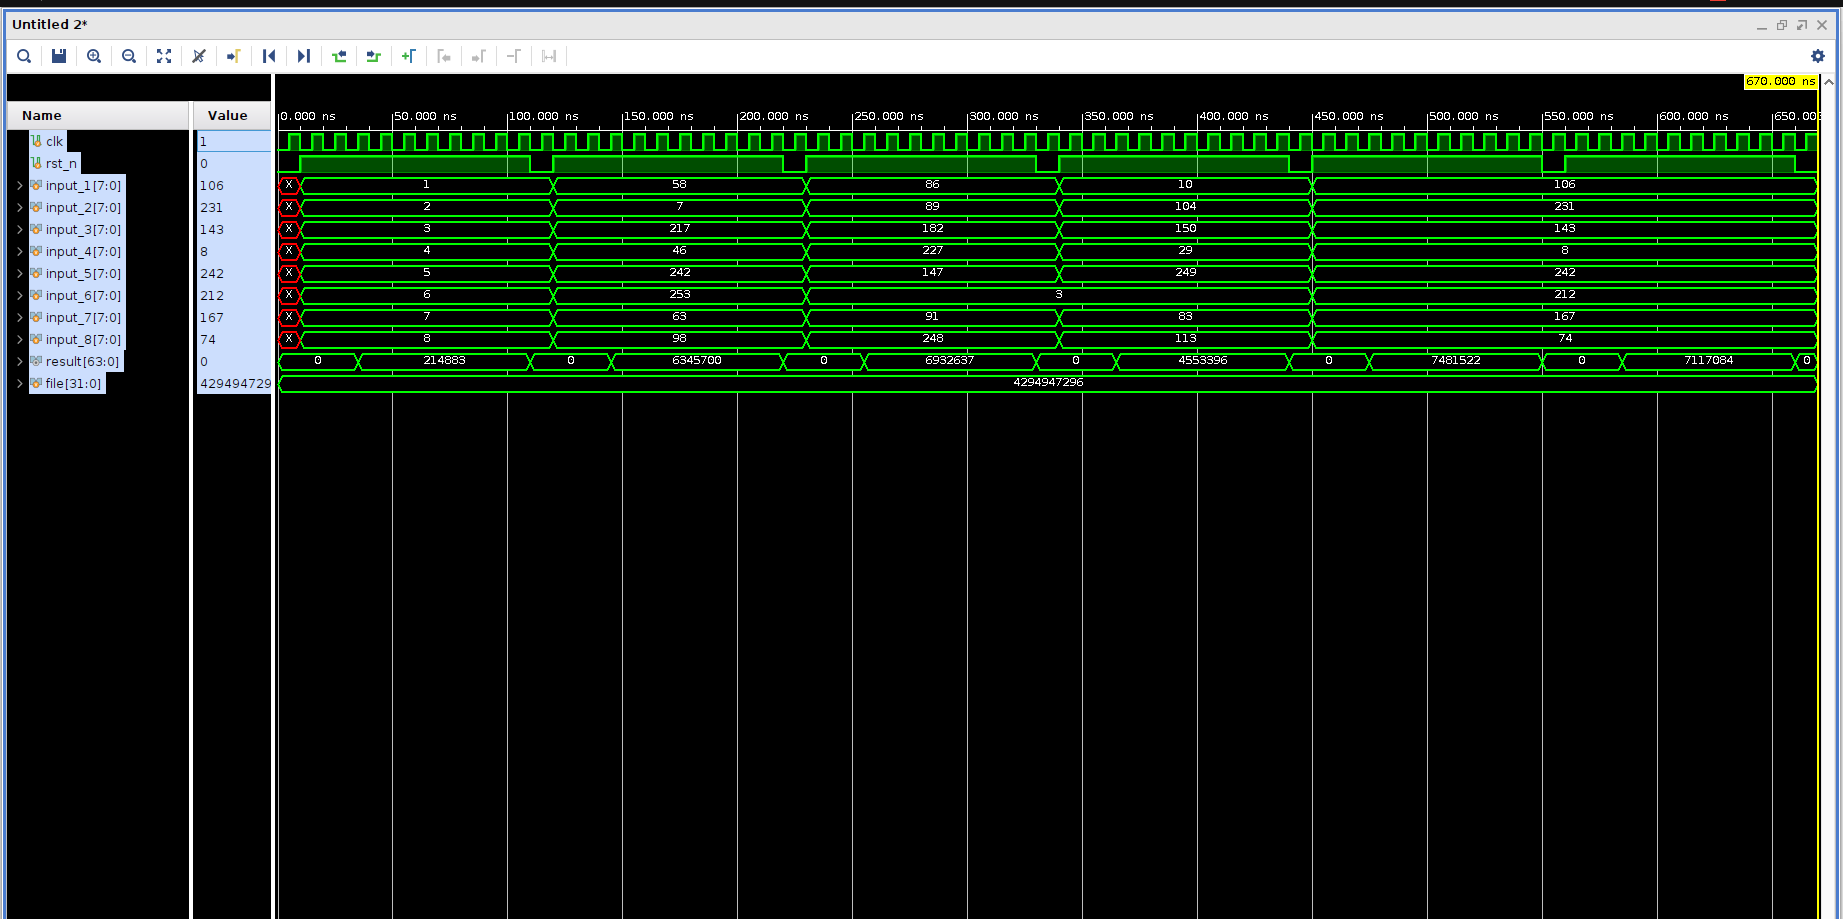 Untitled 2*
670.000 ns
Name Value
0.000 ns 50.000 ns 100.000 ns 150.000 ns 200.000 ns 250.000 ns 300.000 ns 350.000 ns 400.000 ns 450.000 ns 500.000 ns 550.000 ns 600.000 ns 650.00
clk 1
rst_n 0
input_1[7:0] 106 X 1 58 86 10 106
input_2[7:0] 231 X 2 7 89 104 231
input_3[7:0] 143 X 3 217 182 150 143
input_4[7:0] 8 X 4 46 227 29 8
input_5[7:0] 242 X 5 242 147 249 242
input_6[7:0] 212 X 6 253 3 212
input_7[7:0] 167 X 7 63 91 83 167
input_8[7:0] 74 X 8 98 248 113 74
result[63:0] 0 0 214883 0 6345700 0 6932637 0 4553396 0 7481522 0 7117084 0
file[31:0] 429494729 4294947296